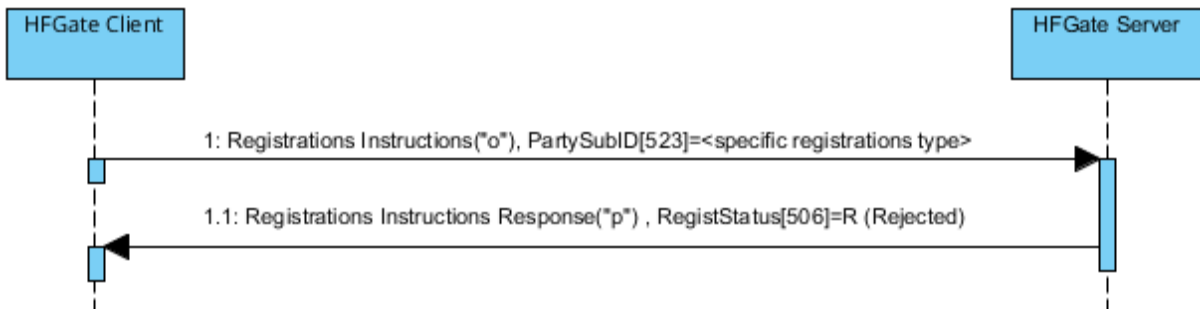 HFGate Client
HFGate Server
1: Registrations Instructions("o"), PartySubID[523]=<specific registrations type>
1.1: Registrations Instructions Response("p") , RegistStatus[506]=R (Rejected)